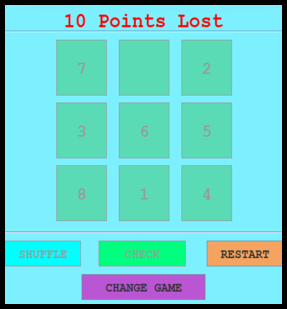 10 Points Lost
7 2
3 6 5
8 1 4
SHUFFLE CHECK RESTART
CHANGE GAME